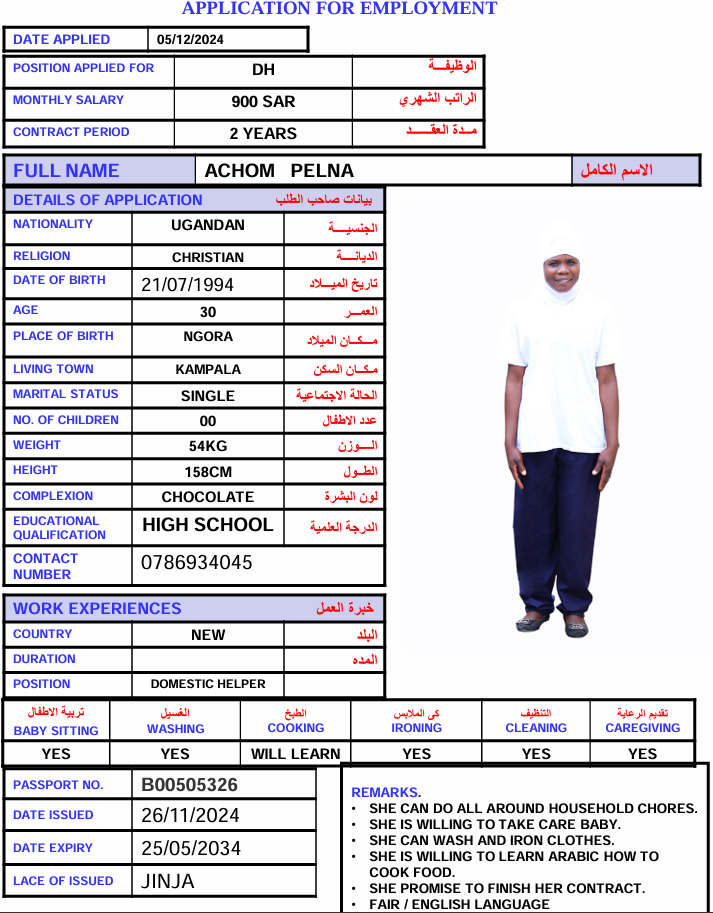 APPLICATION FOR EMPLOYMENT
DATE APPLIED 05/12/2024
POSITION APPLIED FOR DH الوظيفـــة
MONTHLY SALARY 900 SAR الراتب الشهري
CONTRACT PERIOD 2 YEARS مـدة العقـــــد
FULL NAME ACHOM PELNA الاسم الكامل
DETAILS OF APPLICATION بيانات صاحب الطلب
NATIONALITY UGANDAN الجنسيــــة
RELIGION CHRISTIAN الديانــــة
DATE OF BIRTH 21/07/1994 تاريخ الميـــلاد
AGE 30 العمـــر
PLACE OF BIRTH NGORA مـــكـــان الميلاد
LIVING TOWN KAMPALA مـكــان السكن
MARITAL STATUS SINGLE الحالة الاجتماعية
NO. OF CHILDREN 00 عدد الاطفال
WEIGHT 54KG الــــوزن
HEIGHT 158CM الطــول
COMPLEXION CHOCOLATE لون البشرة
EDUCATIONAL QUALIFICATION HIGH SCHOOL الدرجة العلمية
CONTACT NUMBER 0786934045
WORK EXPERIENCES خبرة العمل
COUNTRY NEW البلد
DURATION المده
POSITION DOMESTIC HELPER
تربية الاطفال الغسيل الطبخ كى الملابس التنظيف تقديم الرعاية
BABY SITTING WASHING COOKING IRONING CLEANING CAREGIVING
YES YES WILL LEARN YES YES YES
PASSPORT NO. B00505326
DATE ISSUED 26/11/2024
DATE EXPIRY 25/05/2034
LACE OF ISSUED JINJA
REMARKS.
• SHE CAN DO ALL AROUND HOUSEHOLD CHORES.
• SHE IS WILLING TO TAKE CARE BABY.
• SHE CAN WASH AND IRON CLOTHES.
• SHE IS WILLING TO LEARN ARABIC HOW TO
COOK FOOD.
• SHE PROMISE TO FINISH HER CONTRACT.
• FAIR / ENGLISH LANGUAGE